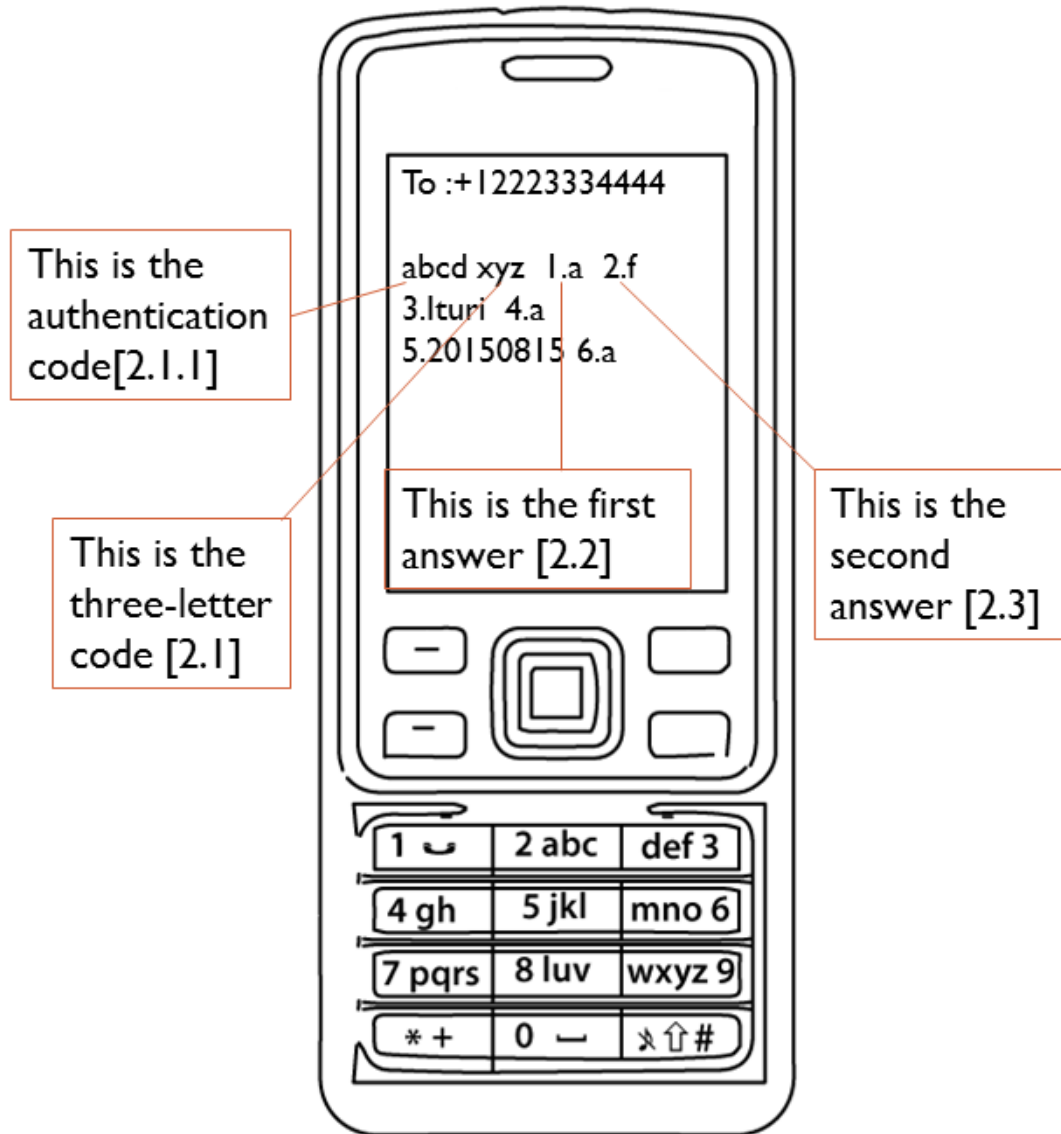 To :+12223334444
abcd xyz 1.a 2.f
3.Ituri 4.a
5.20150815 6.a
This is the
authentication
code[2.1.1]
This is the
three-letter
code [2.1]
This is the first
answer [2.2]
This is the
second
answer [2.3]
1
2 abc
def 3
4 gh
5 jkl
mno 6
7 pqrs
8 luv
wxyz 9
* +
0
#